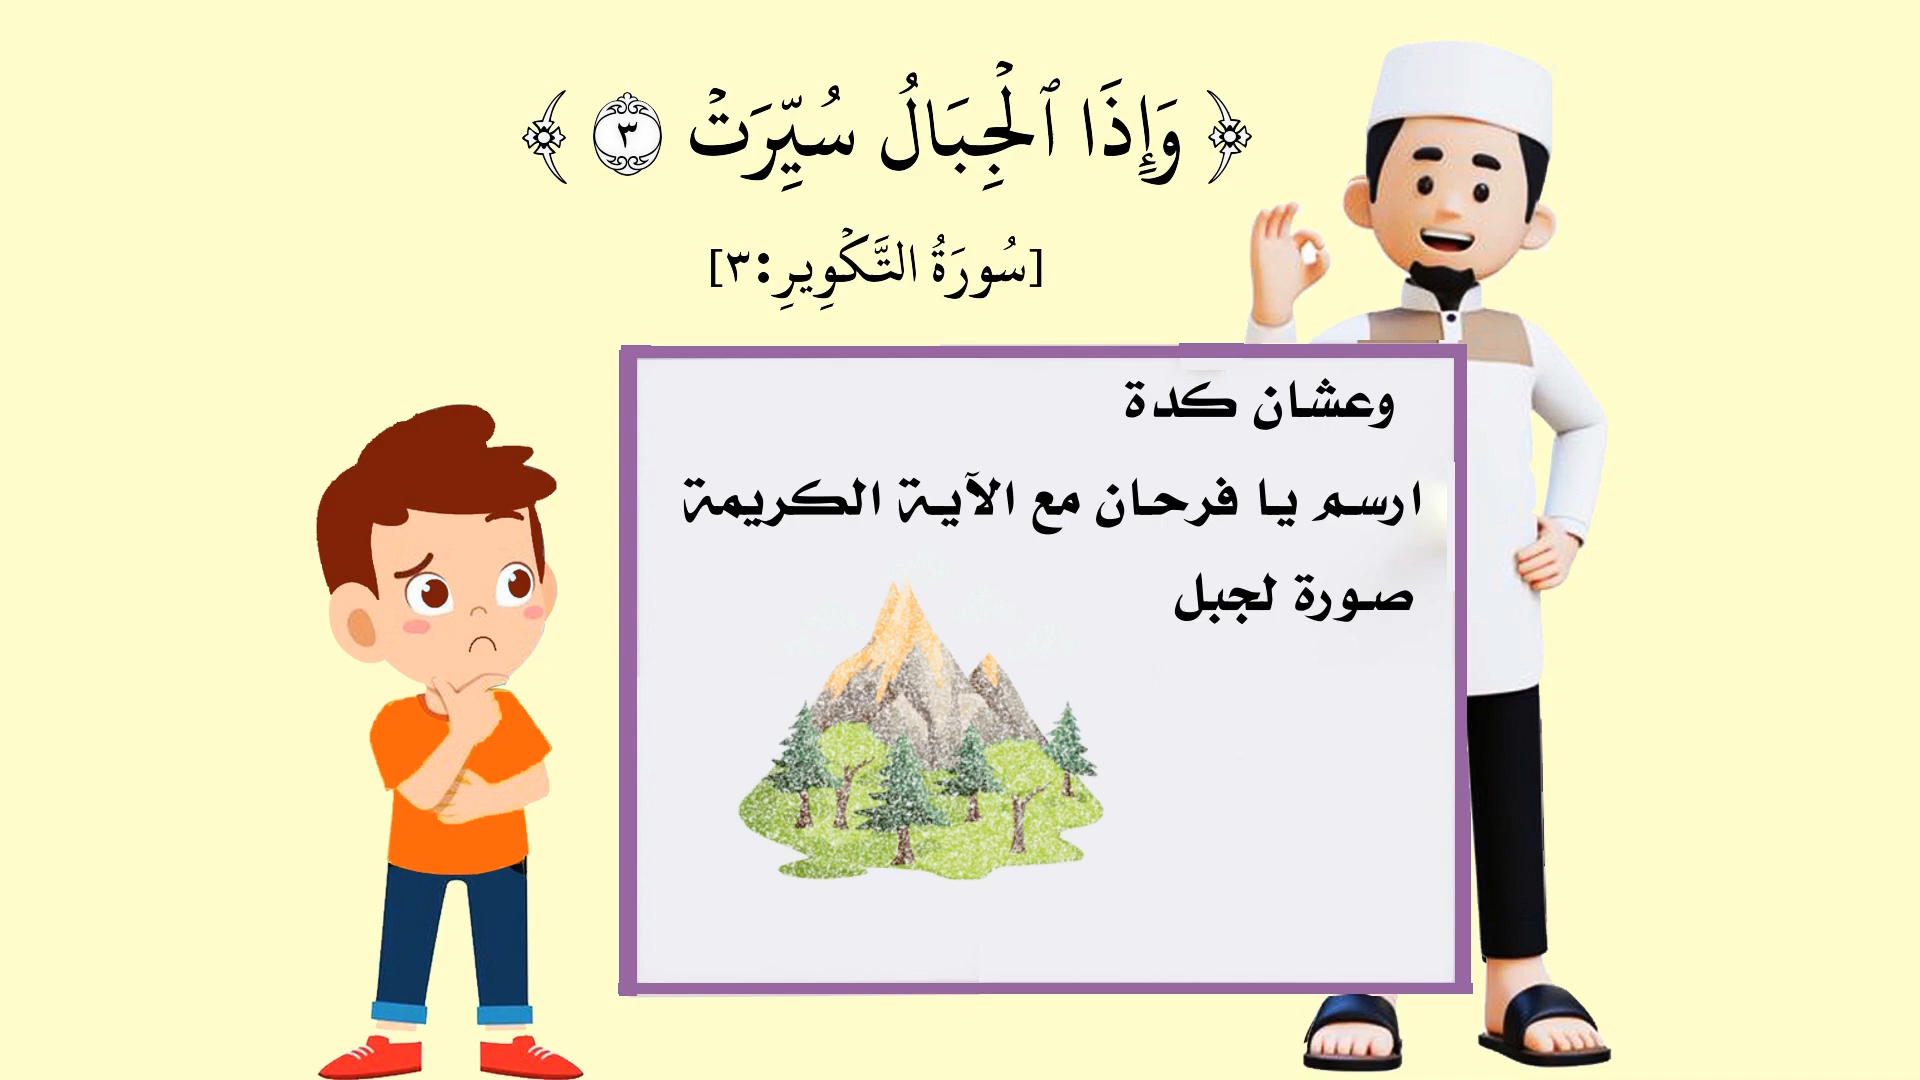 ﴿ وَإِذَا ٱلْجِبَالُ سُيِّرَتْ ٣ ﴾
[سُورَةُ التَّكْوِيرِ:٣]
وعشان كدة
ارسم يا فرحان مع الآية الكريمة
صورة لجبل